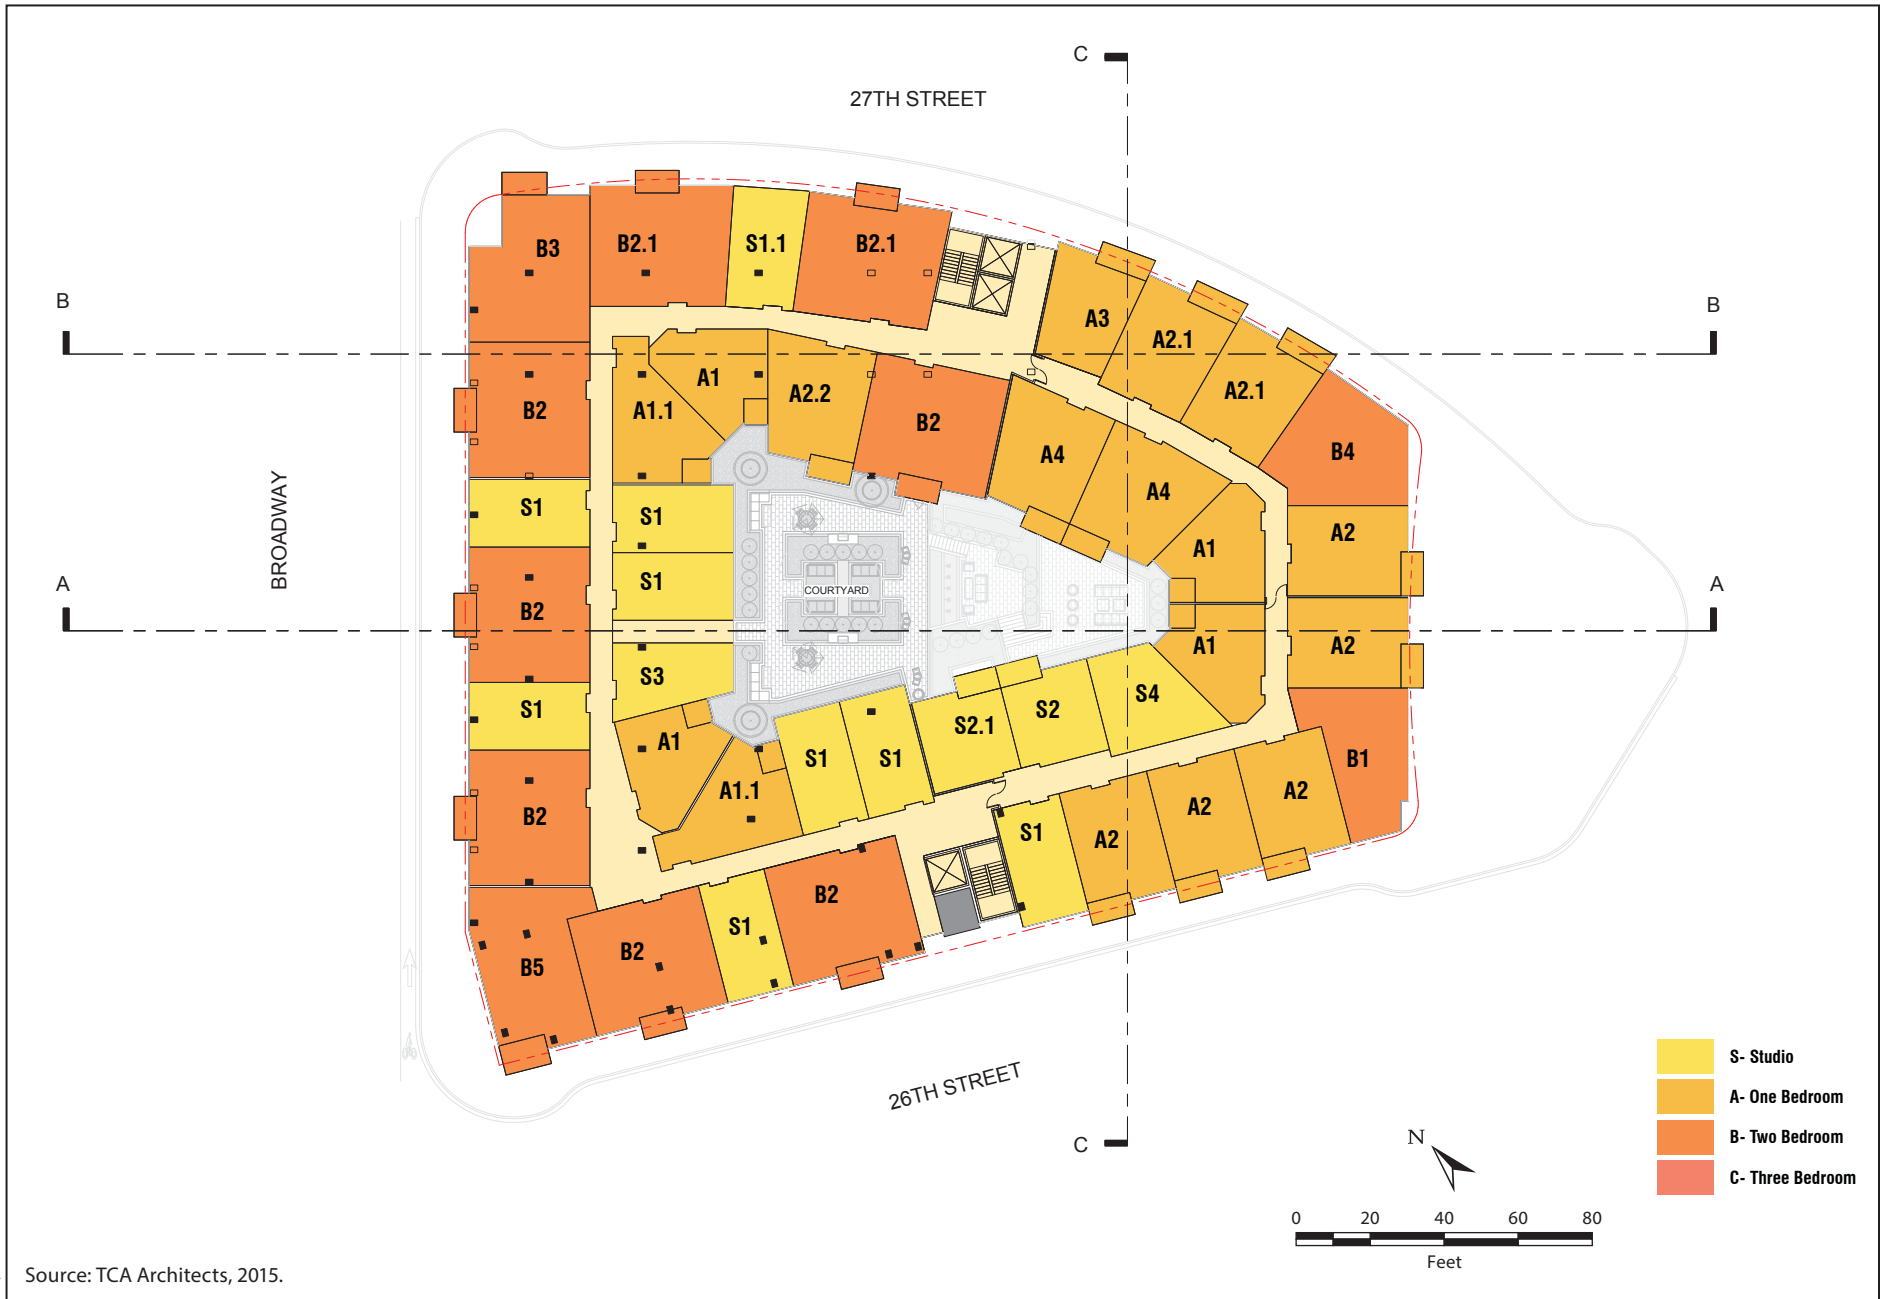 C
27TH STREET
B3
B2.1
S1.1
B2.1
B
B
A3
A2.1
A1
A2.2
A2.1
B2
A1.1
B2
A4
B4
A4
BROADWAY
S1
S1
A2
A1
S1
COURTYARD
A
A
B2
A1
A2
S3
S4
S1
S2
S2.1
A1
S1
S1
B1
A1.1
A2
A2
B2
S1
A2
B2
S1
B2
B5
26TH STREET
C
S- Studio
A- One Bedroom
B- Two Bedroom
C- Three Bedroom
N
0 20 40 60 80
Feet
Source: TCA Architects, 2015.